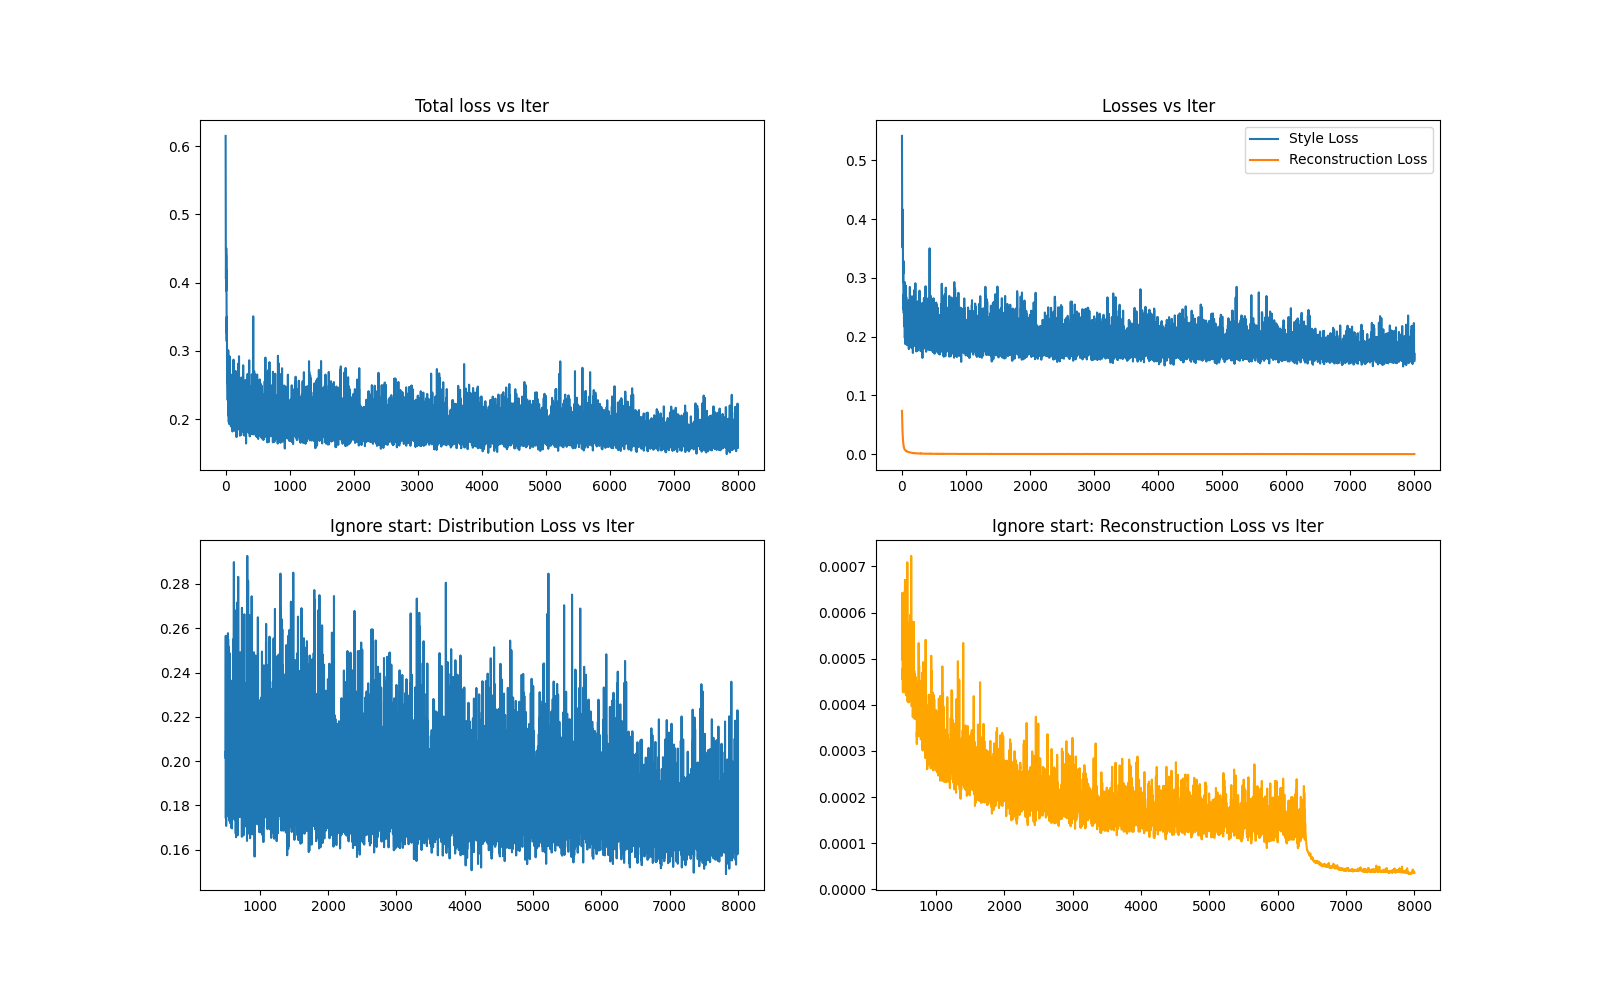 Total loss vs Iter
0.6
0.5
0.4
0.3
0.2
0 1000 2000 3000 4000 5000 6000 7000 8000
Losses vs Iter
Style Loss
Reconstruction Loss
0.5
0.4
0.3
0.2
0.1
0.0
0 1000 2000 3000 4000 5000 6000 7000 8000
Ignore start: Distribution Loss vs Iter
0.28
0.26
0.24
0.22
0.20
0.18
0.16
1000 2000 3000 4000 5000 6000 7000 8000
Ignore start: Reconstruction Loss vs Iter
0.0007
0.0006
0.0005
0.0004
0.0003
0.0002
0.0001
0.0000
1000 2000 3000 4000 5000 6000 7000 8000